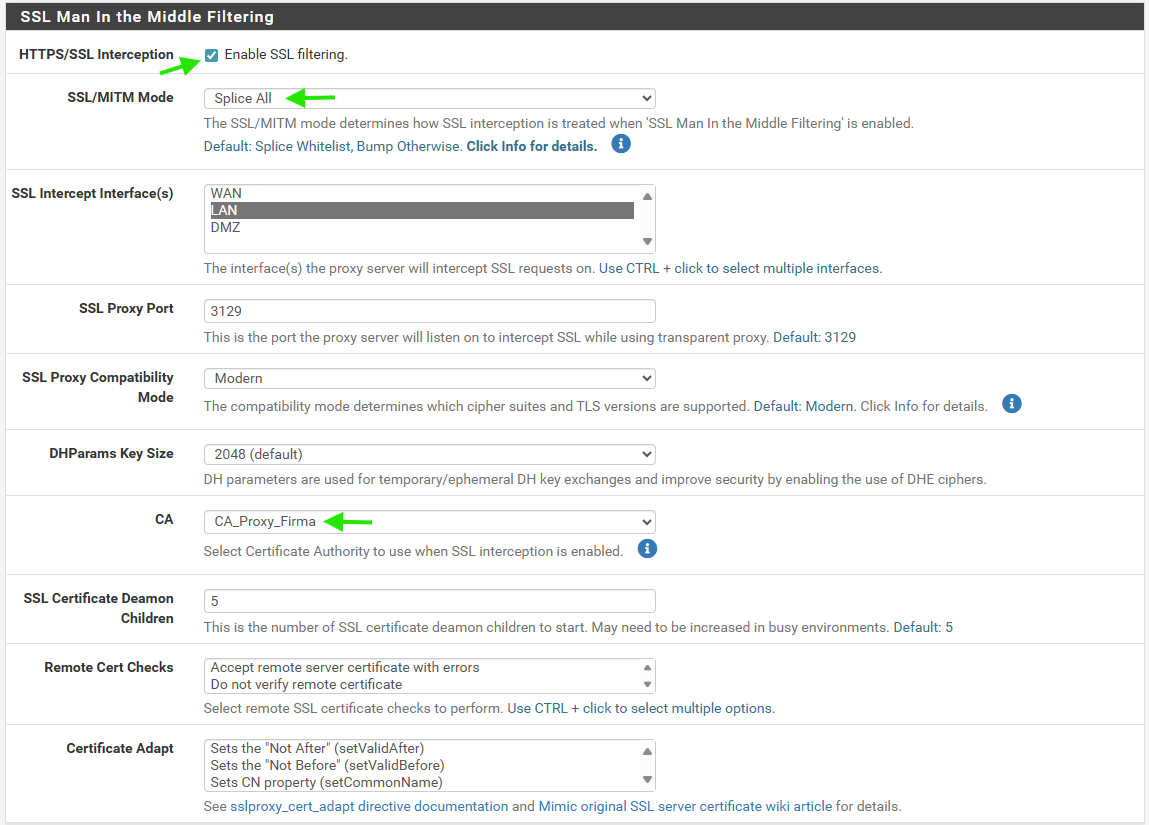 SSL Man In the Middle Filtering
HTTPS/SSL Interception
Enable SSL filtering.
SSL/MITM Mode
Splice All
The SSL/MITM mode determines how SSL interception is treated when 'SSL Man In the Middle Filtering' is enabled.
Default: Splice Whitelist, Bump Otherwise. Click Info for details.
SSL Intercept Interface(s)
WAN
LAN
DMZ
The interface(s) the proxy server will intercept SSL requests on. Use CTRL + click to select multiple interfaces.
SSL Proxy Port
3129
This is the port the proxy server will listen on to intercept SSL while using transparent proxy. Default: 3129
SSL Proxy Compatibility
Mode
Modern
The compatibility mode determines which cipher suites and TLS versions are supported. Default: Modern. Click Info for details.
DHParams Key Size
2048 (default)
DH parameters are used for temporary/ephemeral DH key exchanges and improve security by enabling the use of DHE ciphers.
CA
CA_Proxy_Firma
Select Certificate Authority to use when SSL interception is enabled.
SSL Certificate Deamon
Children
5
This is the number of SSL certificate deamon children to start. May need to be increased in busy environments. Default: 5
Remote Cert Checks
Accept remote server certificate with errors
Do not verify remote certificate
Select remote SSL certificate checks to perform. Use CTRL + click to select multiple options.
Certificate Adapt
Sets the "Not After" (setValidAfter)
Sets the "Not Before" (setValidBefore)
Sets CN property (setCommonName)
See sslproxy_cert_adapt directive documentation and Mimic original SSL server certificate wiki article for details.